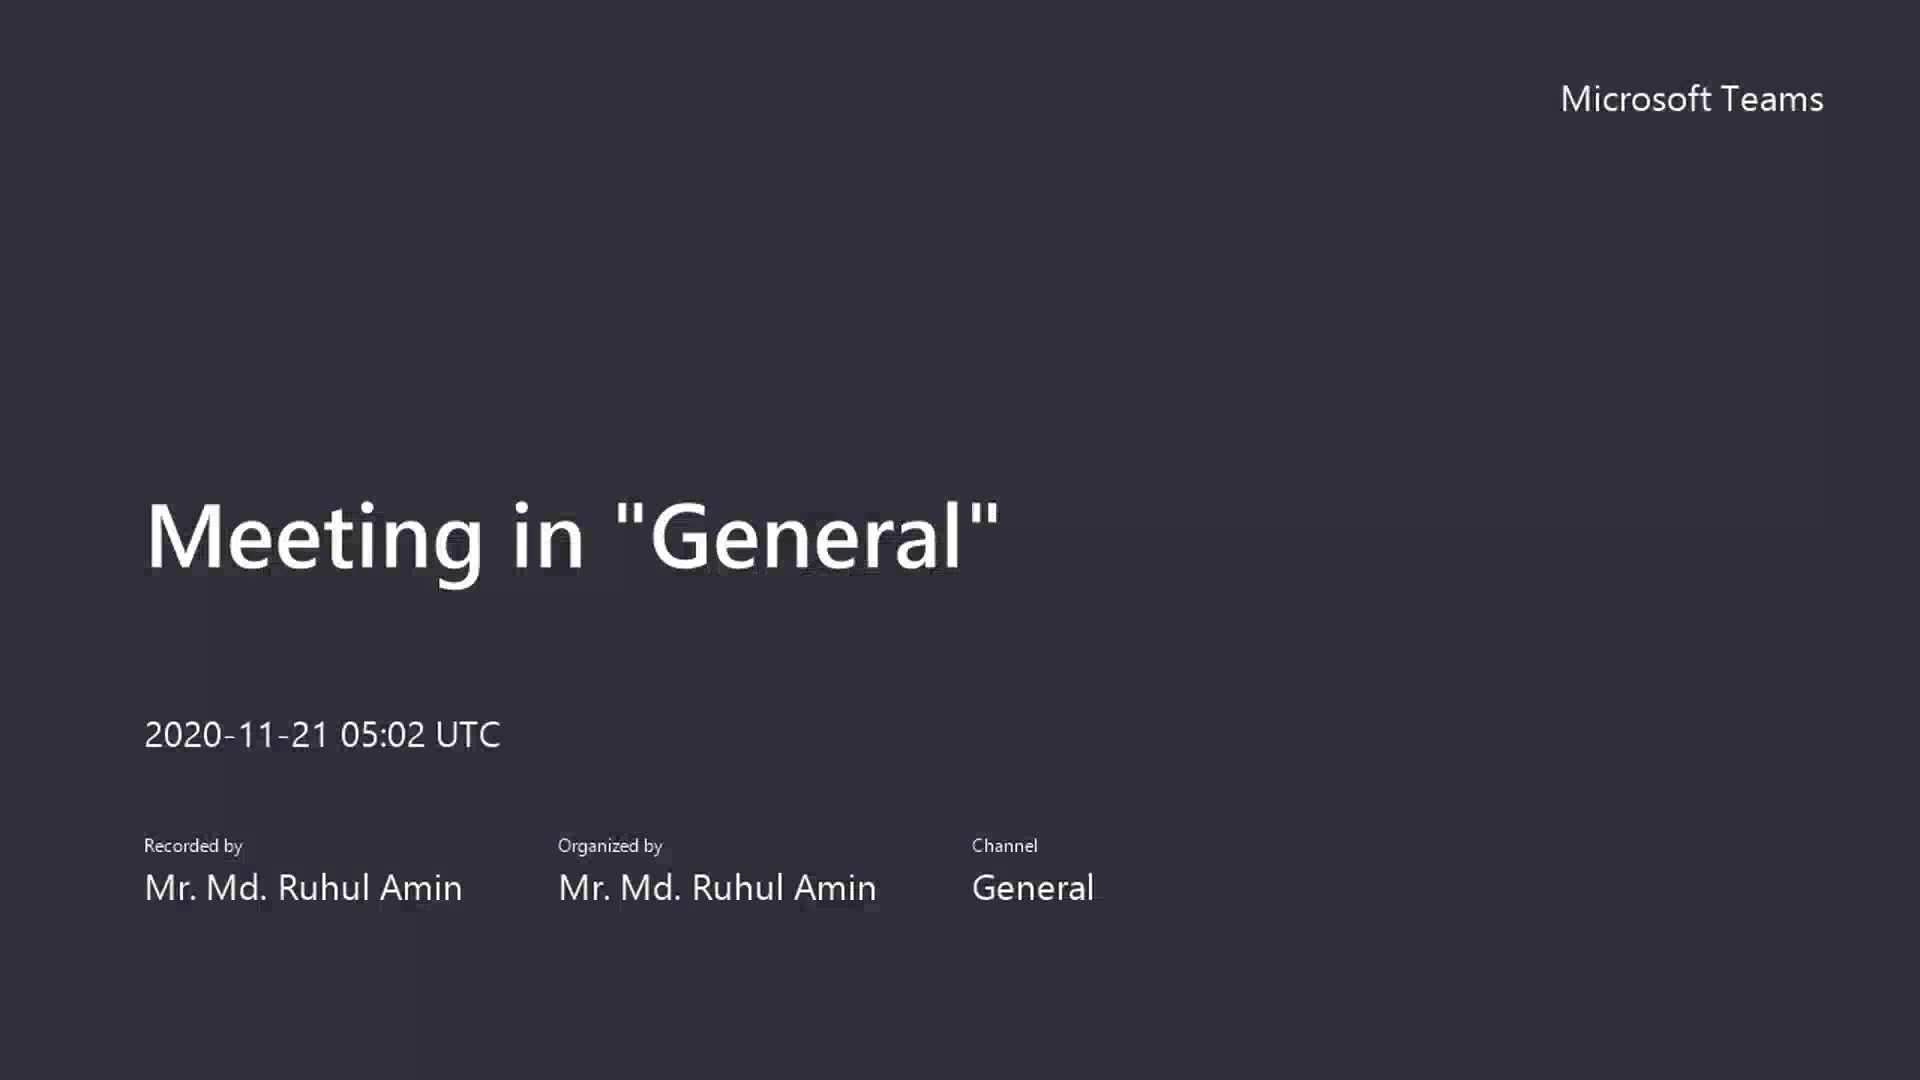 Microsoft Teams
Meeting in "General"
2020-11-21 05:02 UTC
Recorded by
Mr. Md. Ruhul Amin
Organized by
Mr. Md. Ruhul Amin
Channel
General